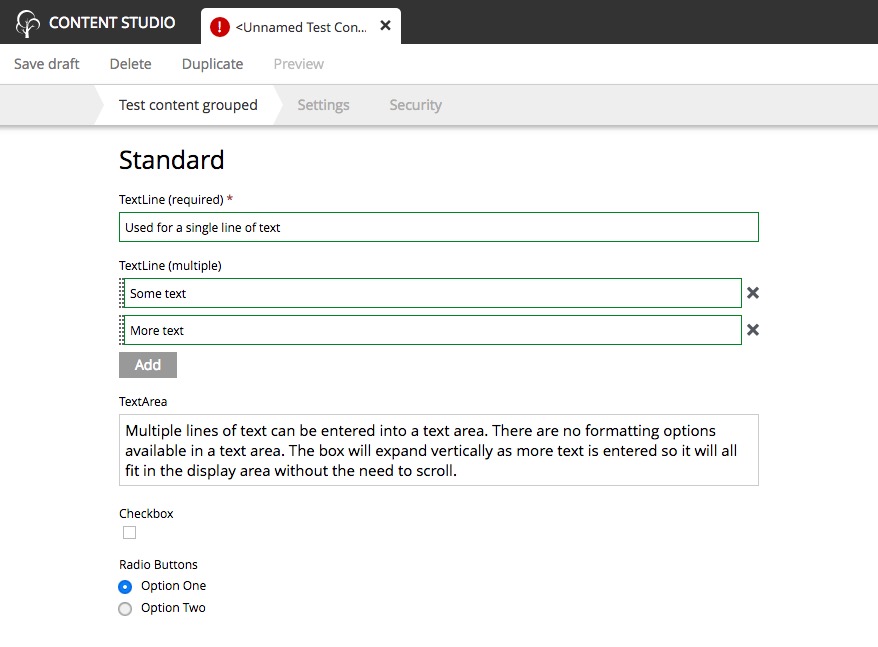 CONTENT STUDIO
<Unnamed Test Con...
Save draft Delete Duplicate Preview
Test content grouped Settings Security
Standard
TextLine (required) *
Used for a single line of text
TextLine (multiple)
Some text
More text
Add
TextArea
Multiple lines of text can be entered into a text area. There are no formatting options
available in a text area. The box will expand vertically as more text is entered so it will all
fit in the display area without the need to scroll.
Checkbox
Radio Buttons
Option One
Option Two